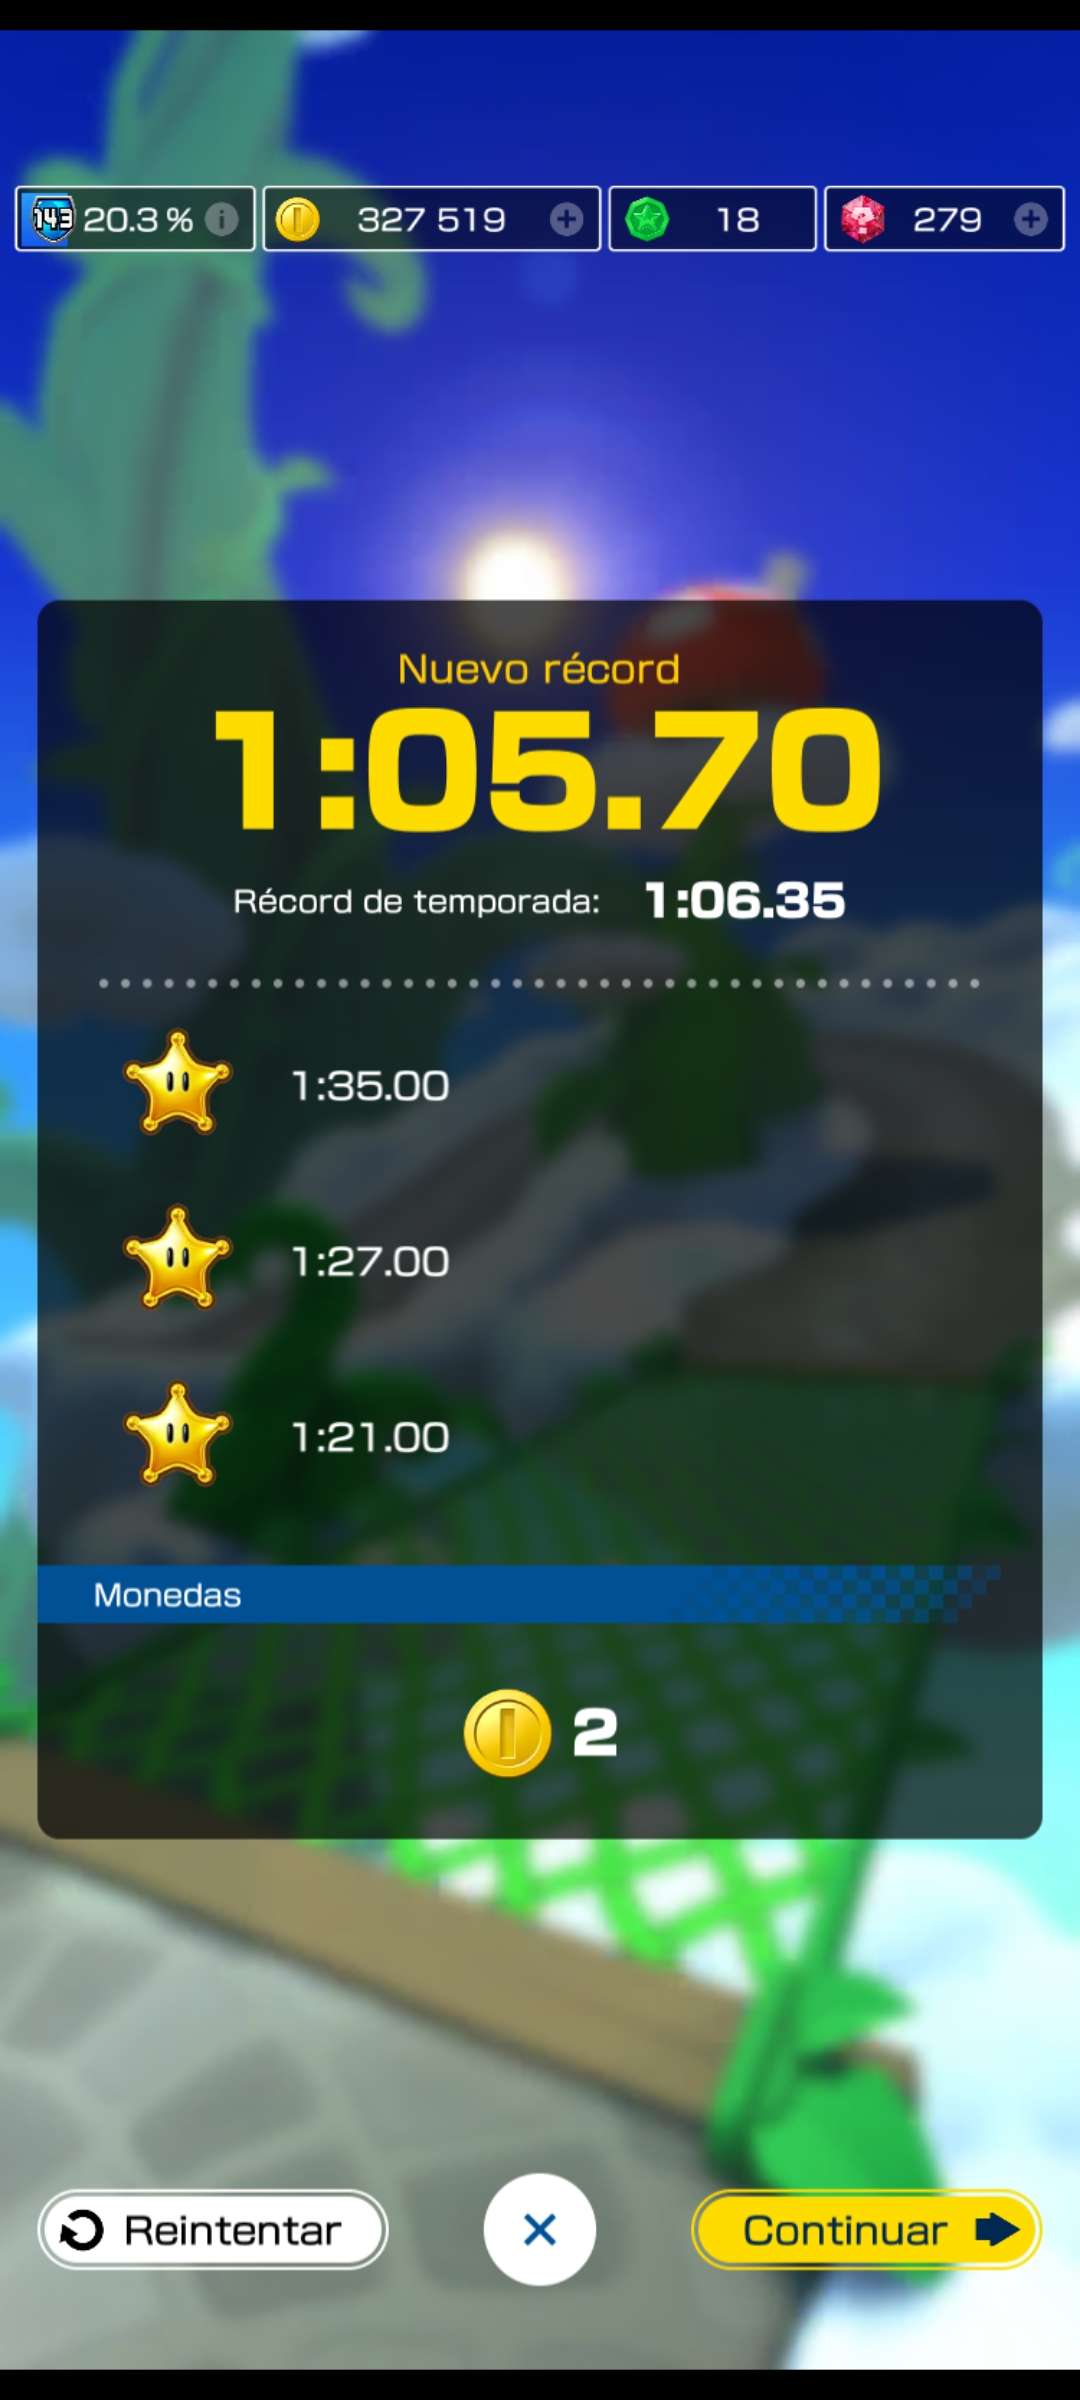 143 20.3 % i 327 519 + 18 ? 279 +
Nuevo récord
1:05.70
Récord de temporada: 1:06.35
1:35.00
1:27.00
1:21.00
Monedas
2
Reintentar × Continuar